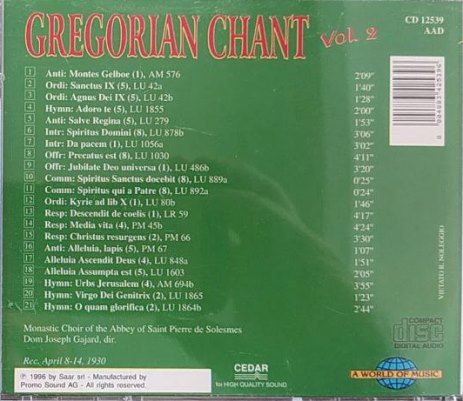 GREGORIAN CHANT Vol. 2
CD 12539
AAD
1 Anti: Montes Gelboe (1), AM 576 2'09"
2 Ordi: Sanctus IX (5), LU 42a 1'40"
3 Ordi: Agnus Dei IX (5), LU 42b 1'28"
4 Hymn: Adoro te (5), LU 1855 2'00"
5 Anti: Salve Regina (5), LU 279 1'53"
6 Intr: Spiritus Domini (8), LU 878b 3'06"
7 Intr: Da pacem (1), LU 1056a 3'02"
8 Offr: Precatus est (8), LU 1030 4'11"
9 Offr: Jubilate Deo universa (1), LU 486b 3'20"
10 Comm: Spiritus Sanctus docebit (8), LU 889a 0'25"
11 Comm: Spiritus qui a Patre (8), LU 892a 0'24"
12 Ordi: Kyrie ad lib X (1), LU 80b 1'46"
13 Resp: Descendit de coelis (1), LR 59 4'17"
14 Resp: Media vita (4), PM 45b 4'24"
15 Resp: Christus resurgens (2), PM 66 3'30"
16 Anti: Alleluia, lapis (5), PM 67 1'07"
17 Alleluia Ascendit Deus (4), LU 848a 1'51"
18 Alleluia Assumpta est (5), LU 1603 2'05"
19 Hymn: Urbs Jerusalem (4), AM 694b 3'55"
20 Hymn: Virgo Dei Genitrix (2), LU 1865 1'23"
21 Hymn: O quam glorifica (2), LU 1864b 2'44"
VIETATO IL NOLEGGIO
Monastic Choir of the Abbey of Saint Pierre de Solesmes
Dom Joseph Gajard, dir.
Rec. April 8-14, 1930
℗ 1996 by Saar srl - Manufactured by
Promo Sound AG - All rights reserved.
CEDAR
for HIGH QUALITY SOUND
COMPACT
disc
DIGITAL AUDIO
A WORLD OF MUSIC